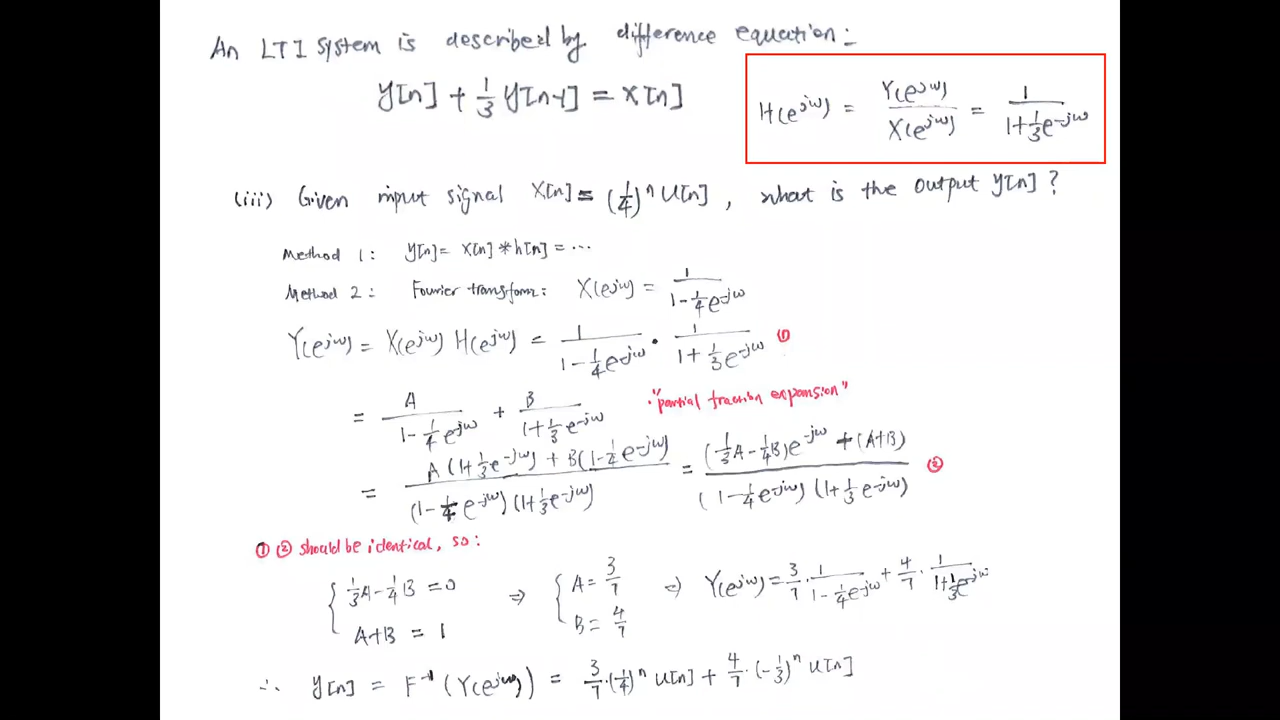 An LTI system is described by difference equation:
y[n] + 1/3 y[n-1] = x[n]
H(e^jω) = Y(e^jω) / X(e^jω) = 1 / (1 + 1/3 e^-jω)
(iii) Given input signal x[n] = (1/4)^n u[n], what is the output y[n]?
Method 1: y[n] = x[n] * h[n] = ...
Method 2: Fourier transform: X(e^jω) = 1 / (1 - 1/4 e^-jω)
Y(e^jω) = X(e^jω) H(e^jω) = 1 / (1 - 1/4 e^-jω) · 1 / (1 + 1/3 e^-jω) ①
= A / (1 - 1/4 e^-jω) + B / (1 + 1/3 e^-jω) "partial fraction expansion"
= (A(1 + 1/3 e^-jω) + B(1 - 1/4 e^-jω)) / ((1 - 1/4 e^-jω)(1 + 1/3 e^-jω)) = ((1/3 A - 1/4 B) e^-jω + (A+B)) / ((1 - 1/4 e^-jω)(1 + 1/3 e^-jω)) ②
① ② should be identical, so:
{ 1/3 A - 1/4 B = 0 ⇒ { A = 3/7 ⇒ Y(e^jω) = 3/7 · 1 / (1 - 1/4 e^-jω) + 4/7 · 1 / (1 + 1/3 e^-jω)
A+B = 1 B = 4/7
∴ y[n] = F^-1 (Y(e^jω)) = 3/7 · (1/4)^n u[n] + 4/7 · (-1/3)^n u[n]